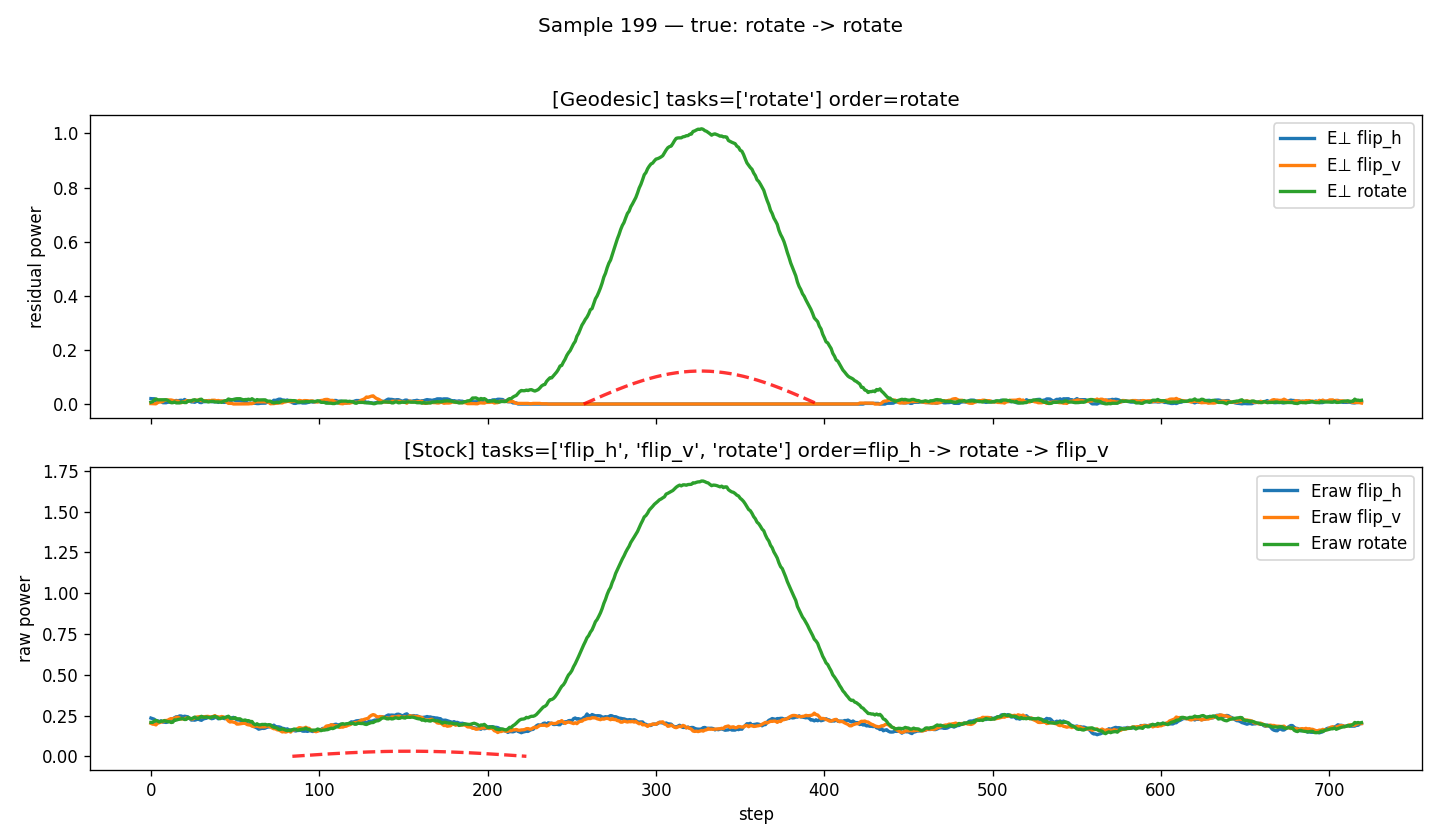 Sample 199 — true: rotate -> rotate
[Geodesic] tasks=['rotate'] order=rotate
residual power
1.0
0.8
0.6
0.4
0.2
0.0
E⊥ flip_h
E⊥ flip_v
E⊥ rotate
[Stock] tasks=['flip_h', 'flip_v', 'rotate'] order=flip_h -> rotate -> flip_v
raw power
1.75
1.50
1.25
1.00
0.75
0.50
0.25
0.00
Eraw flip_h
Eraw flip_v
Eraw rotate
0 100 200 300 400 500 600 700
step